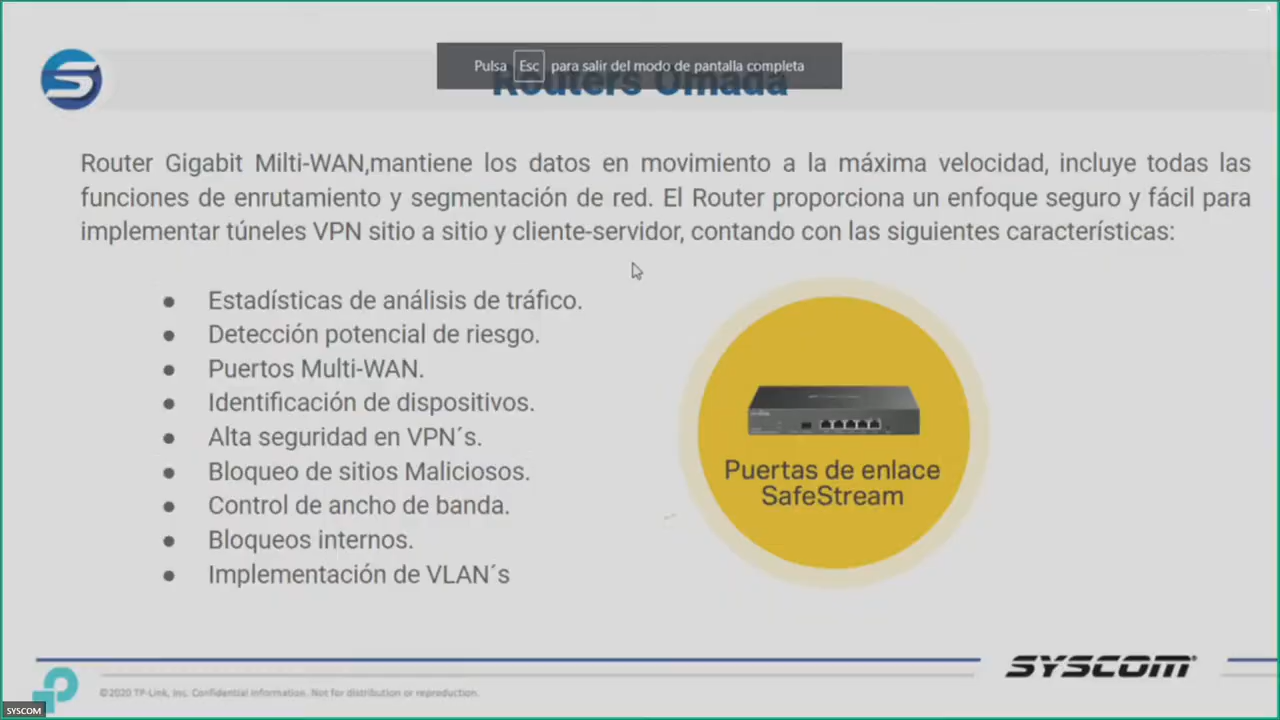 Pulsa Esc para salir del modo de pantalla completa
Routers Omada
Router Gigabit Milti-WAN,mantiene los datos en movimiento a la máxima velocidad, incluye todas las
funciones de enrutamiento y segmentación de red. El Router proporciona un enfoque seguro y fácil para
implementar túneles VPN sitio a sitio y cliente-servidor, contando con las siguientes características:
● Estadísticas de análisis de tráfico.
● Detección potencial de riesgo.
● Puertos Multi-WAN.
● Identificación de dispositivos.
● Alta seguridad en VPN´s.
● Bloqueo de sitios Maliciosos.
● Control de ancho de banda.
● Bloqueos internos.
● Implementación de VLAN´s
Puertas de enlace
SafeStream
SYSCOM
©2020 TP-Link, Inc. Confidential Information. Not for distribution or reproduction.
SYSCOM